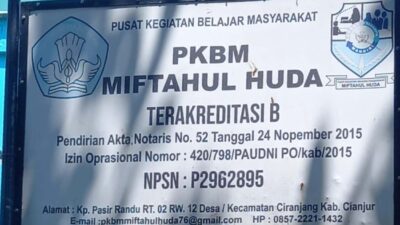 PUSAT KEGIATAN BELAJAR MASYARAKAT
PKBM
MIFTAHUL HUDA
MIFTAHUL HUDA
TERAKREDITASI B
Pendirian Akta,Notaris No. 52 Tanggal 24 Nopember 2015
Izin Oprasional Nomor : 420/798/PAUDNI PO/kab/2015
NPSN : P2962895
Alamat : Kp. Pasir Randu RT. 02 RW. 12 Desa / Kecamatan Ciranjang Kab. Cianjur
E-mail :pkbmmiftahulhuda76@gmail.com HP : 0857-2221-1432